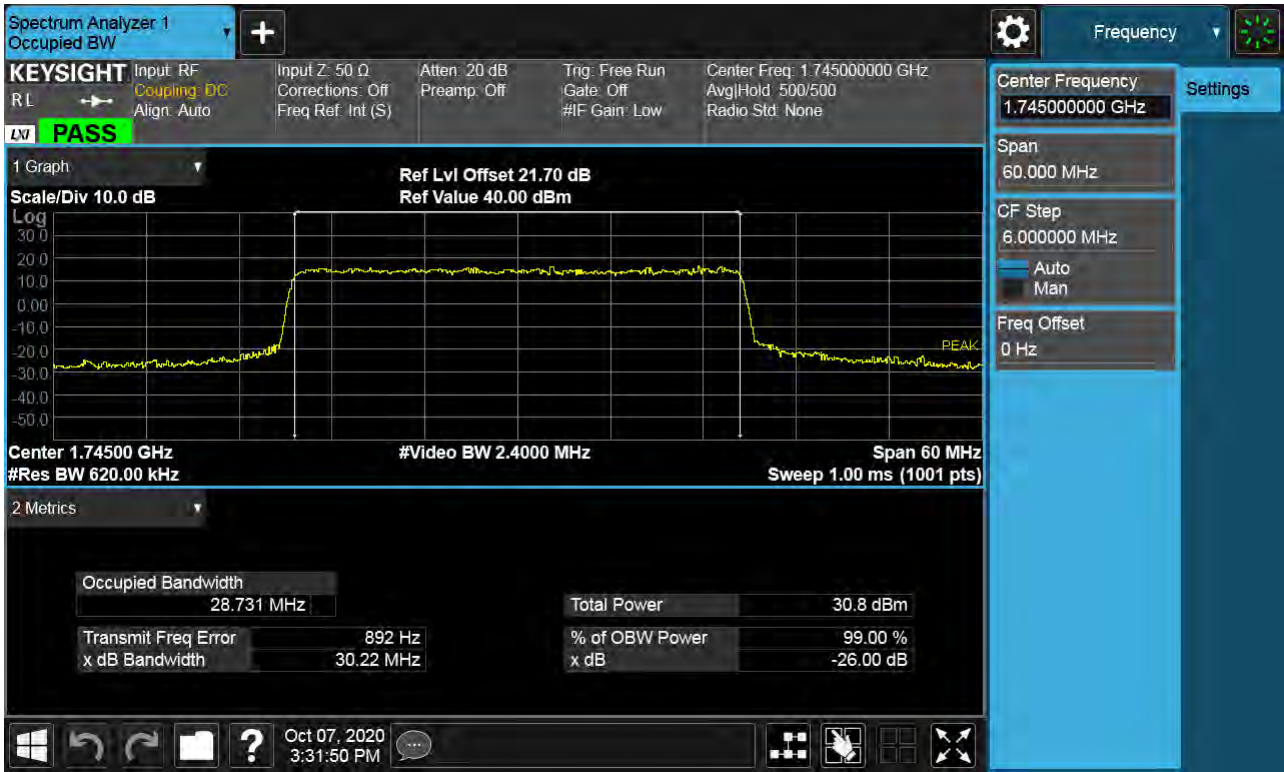 Spectrum Analyzer 1
Occupied BW
+
Frequency
KEYSIGHT
RL
LXI
PASS
Input: RF
Coupling: DC
Align: Auto
Input Z: 50 Ω
Corrections: Off
Freq Ref: Int (S)
Atten: 20 dB
Preamp: Off
Trig: Free Run
Gate: Off
#IF Gain: Low
Center Freq: 1.745000000 GHz
Avg|Hold: 500/500
Radio Std: None
Center Frequency
1.745000000 GHz
Settings
Span
60.000 MHz
CF Step
6.000000 MHz
Auto
Man
Freq Offset
0 Hz
1 Graph
Scale/Div 10.0 dB
Ref Lvl Offset 21.70 dB
Ref Value 40.00 dBm
Log
30.0
20.0
10.0
0.00
-10.0
-20.0
-30.0
-40.0
-50.0
PEAK
Center 1.74500 GHz
#Video BW 2.4000 MHz
Span 60 MHz
#Res BW 620.00 kHz
Sweep 1.00 ms (1001 pts)
2 Metrics
Occupied Bandwidth
28.731 MHz
Total Power 30.8 dBm
Transmit Freq Error 892 Hz
% of OBW Power 99.00 %
x dB Bandwidth 30.22 MHz
x dB -26.00 dB
?
Oct 07, 2020
3:31:50 PM